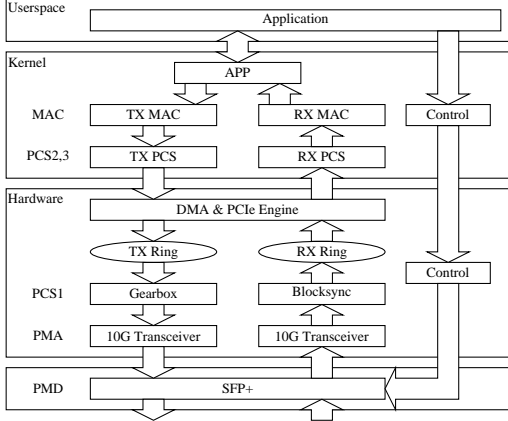 Userspace
Application
Kernel
APP
MAC TX MAC RX MAC Control
PCS2,3 TX PCS RX PCS
Hardware
DMA & PCIe Engine
TX Ring RX Ring
Control
PCS1 Gearbox Blocksync
PMA 10G Transceiver 10G Transceiver
PMD SFP+